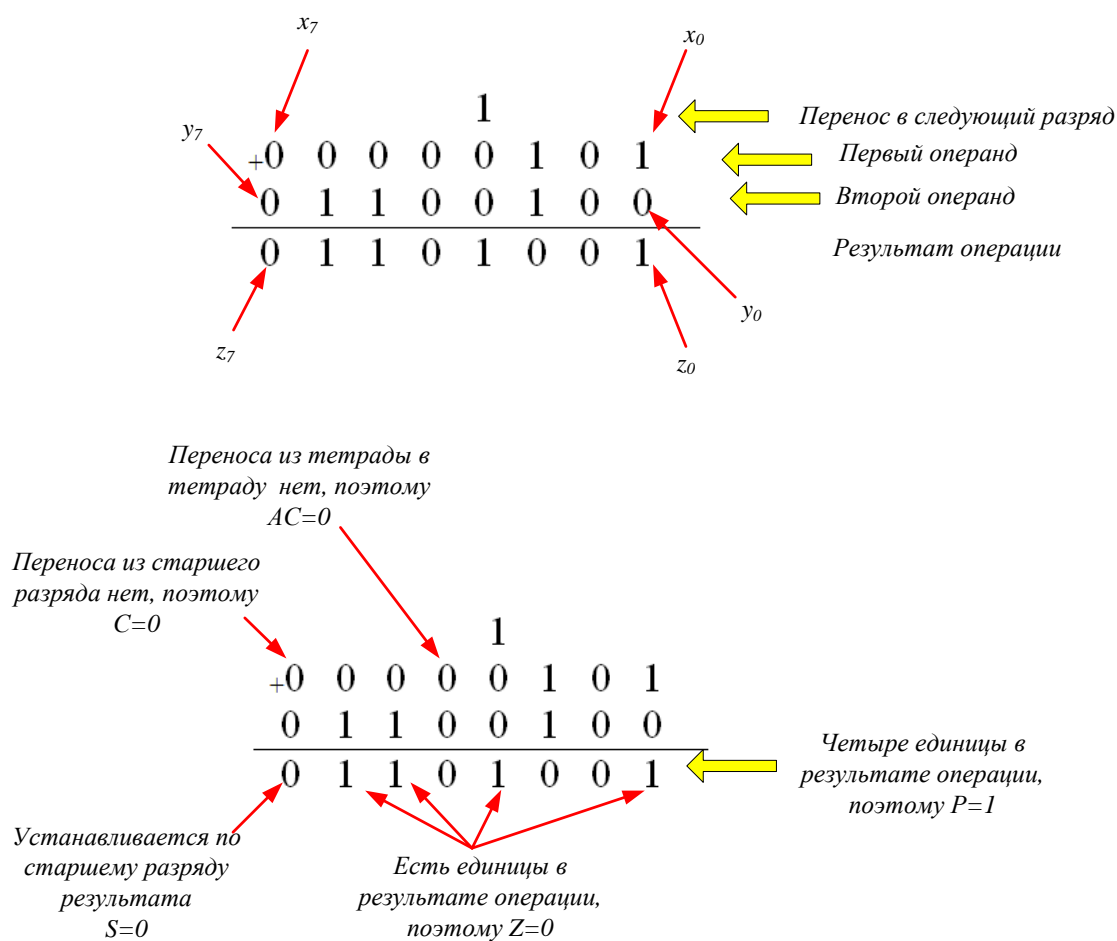 x7
x0
1
Перенос в следующий разряд
y7
+0 0 0 0 0 1 0 1
Первый операнд
0 1 1 0 0 1 0 0
Второй операнд
0 1 1 0 1 0 0 1
Результат операции
y0
z7
z0
Переноса из тетрады в
тетраду нет, поэтому
AC=0
Переноса из старшего
разряда нет, поэтому
C=0
1
+0 0 0 0 0 1 0 1
0 1 1 0 0 1 0 0
0 1 1 0 1 0 0 1
Четыре единицы в
результате операции,
поэтому P=1
Устанавливается по
старшему разряду
результата
S=0
Есть единицы в
результате операции,
поэтому Z=0